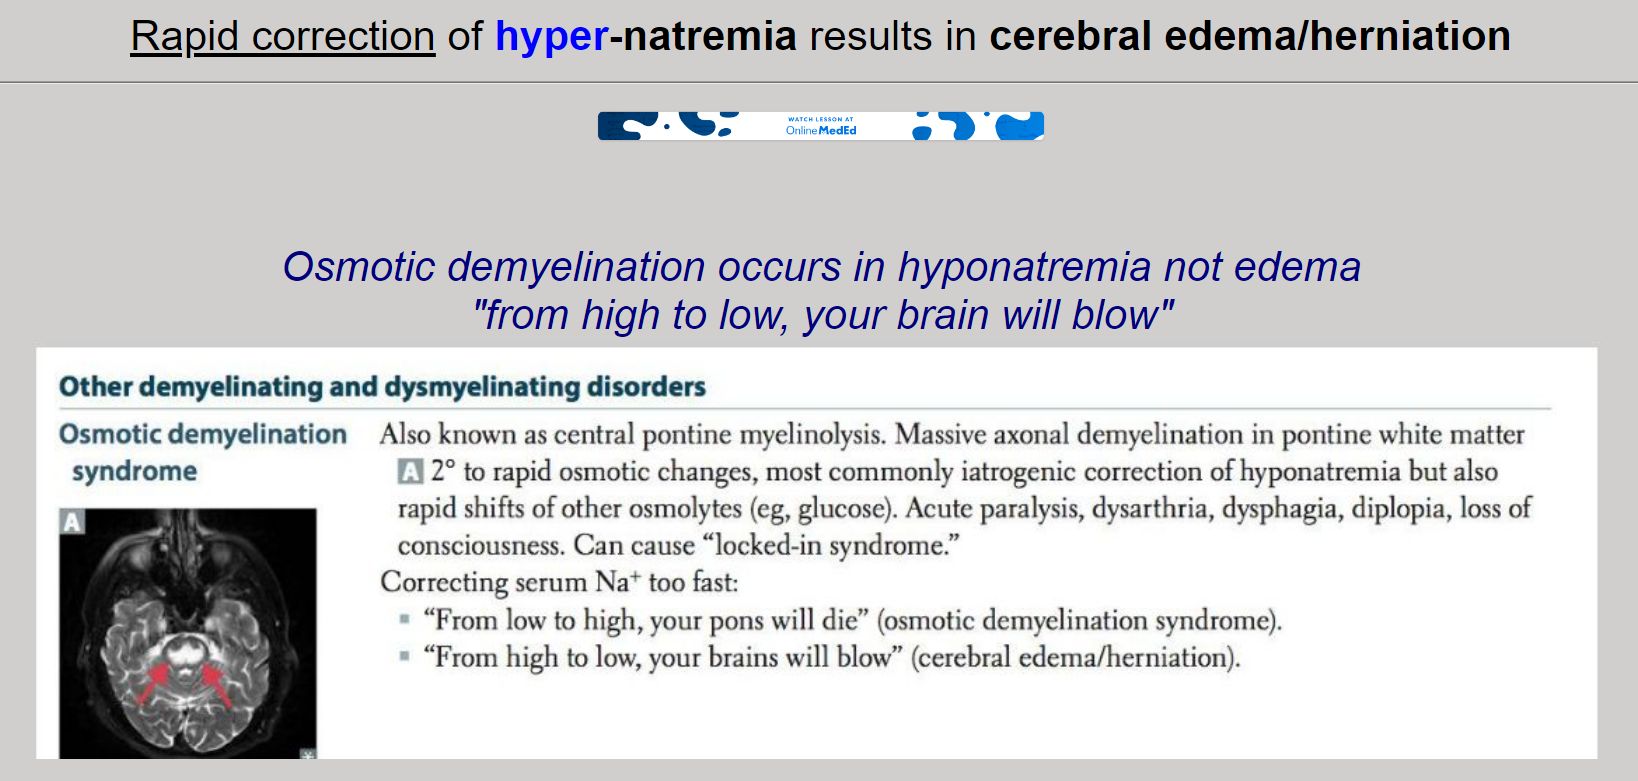 Rapid correction of hyper-natremia results in cerebral edema/herniation
WATCH LESSON AT
OnlineMedEd
Osmotic demyelination occurs in hyponatremia not edema
"from high to low, your brain will blow"
Other demyelinating and dysmyelinating disorders
Osmotic demyelination
syndrome
Also known as central pontine myelinolysis. Massive axonal demyelination in pontine white matter
A 2° to rapid osmotic changes, most commonly iatrogenic correction of hyponatremia but also
rapid shifts of other osmolytes (eg, glucose). Acute paralysis, dysarthria, dysphagia, diplopia, loss of
consciousness. Can cause “locked-in syndrome.”
Correcting serum Na⁺ too fast:
▪ “From low to high, your pons will die” (osmotic demyelination syndrome).
▪ “From high to low, your brains will blow” (cerebral edema/herniation).
A